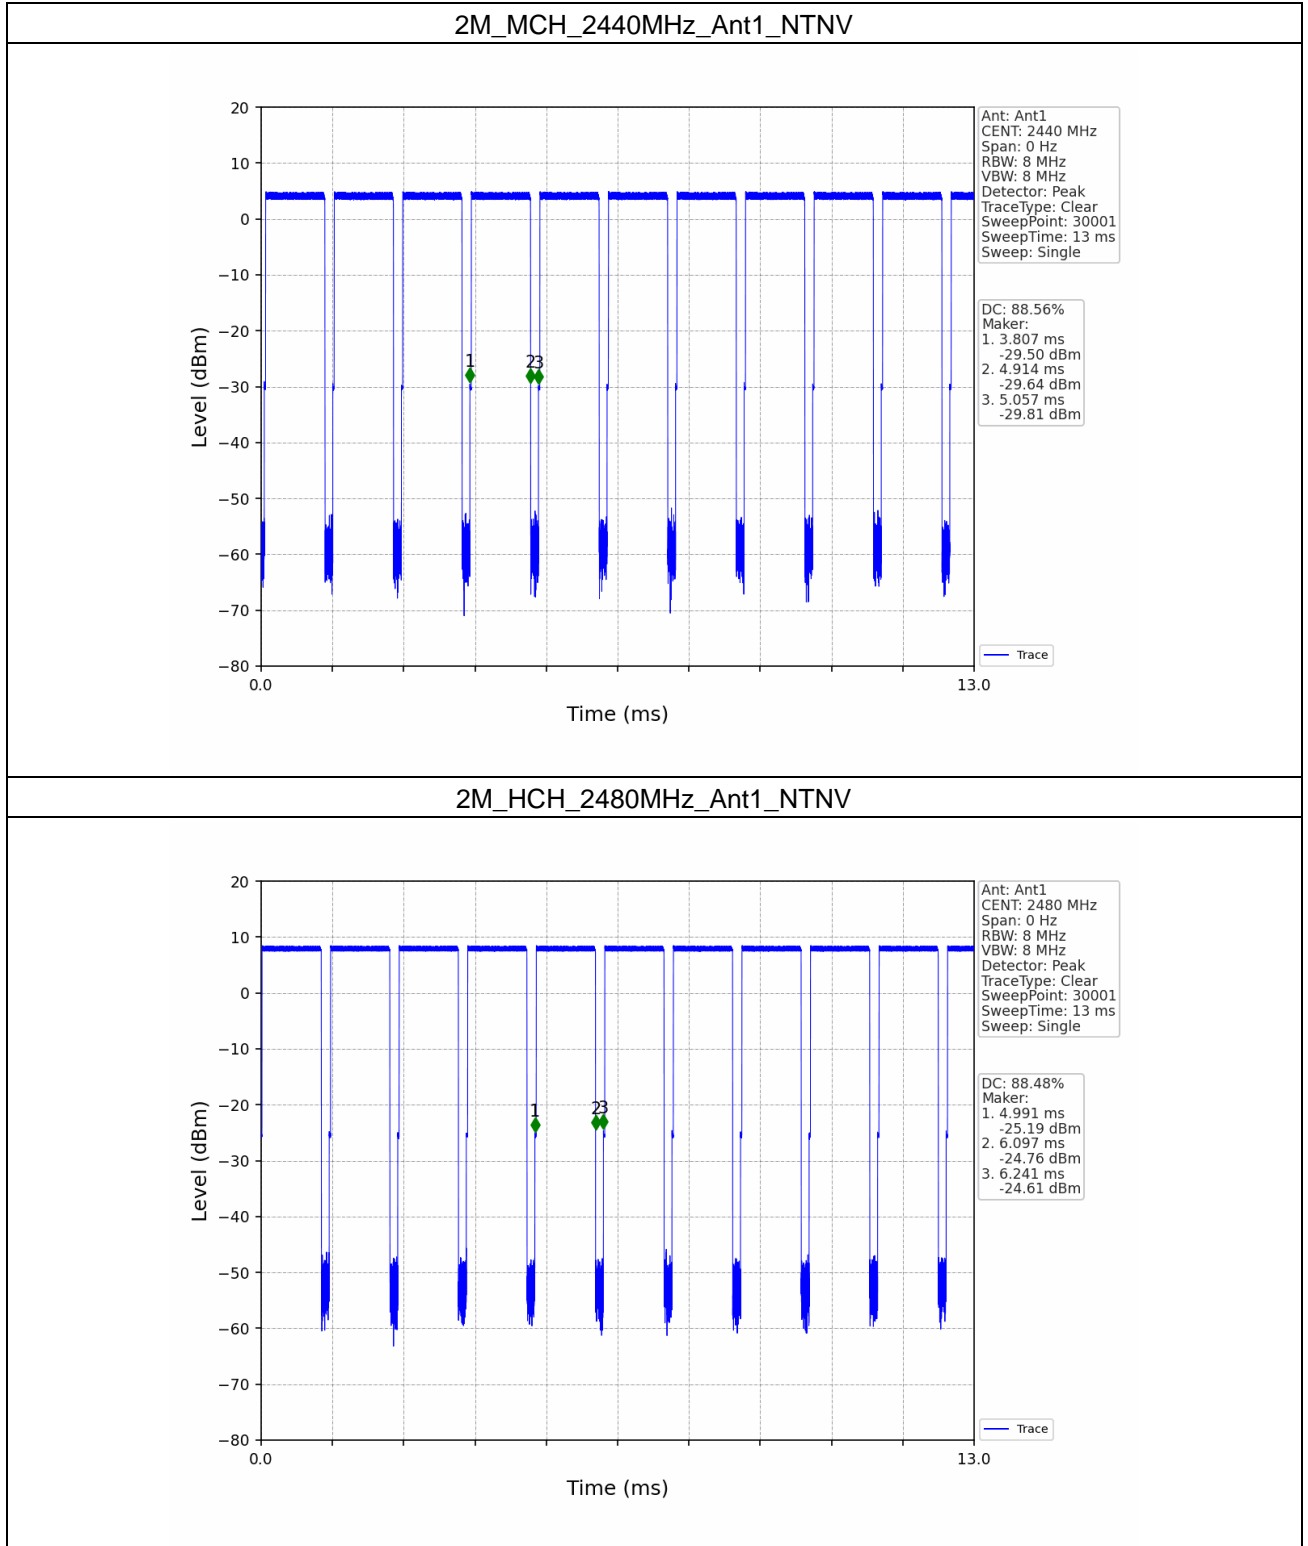 2M_MCH_2440MHz_Ant1_NTNV
20
10
0
−10
−20
−30
−40
−50
−60
−70
−80
Level (dBm)
1
2
3
0.0
13.0
Time (ms)
Ant: Ant1
CENT: 2440 MHz
Span: 0 Hz
RBW: 8 MHz
VBW: 8 MHz
Detector: Peak
TraceType: Clear
SweepPoint: 30001
SweepTime: 13 ms
Sweep: Single
DC: 88.56%
Maker:
1. 3.807 ms
-29.50 dBm
2. 4.914 ms
-29.64 dBm
3. 5.057 ms
-29.81 dBm
Trace
2M_HCH_2480MHz_Ant1_NTNV
20
10
0
−10
−20
−30
−40
−50
−60
−70
−80
Level (dBm)
1
2
3
0.0
13.0
Time (ms)
Ant: Ant1
CENT: 2480 MHz
Span: 0 Hz
RBW: 8 MHz
VBW: 8 MHz
Detector: Peak
TraceType: Clear
SweepPoint: 30001
SweepTime: 13 ms
Sweep: Single
DC: 88.48%
Maker:
1. 4.991 ms
-25.19 dBm
2. 6.097 ms
-24.76 dBm
3. 6.241 ms
-24.61 dBm
Trace